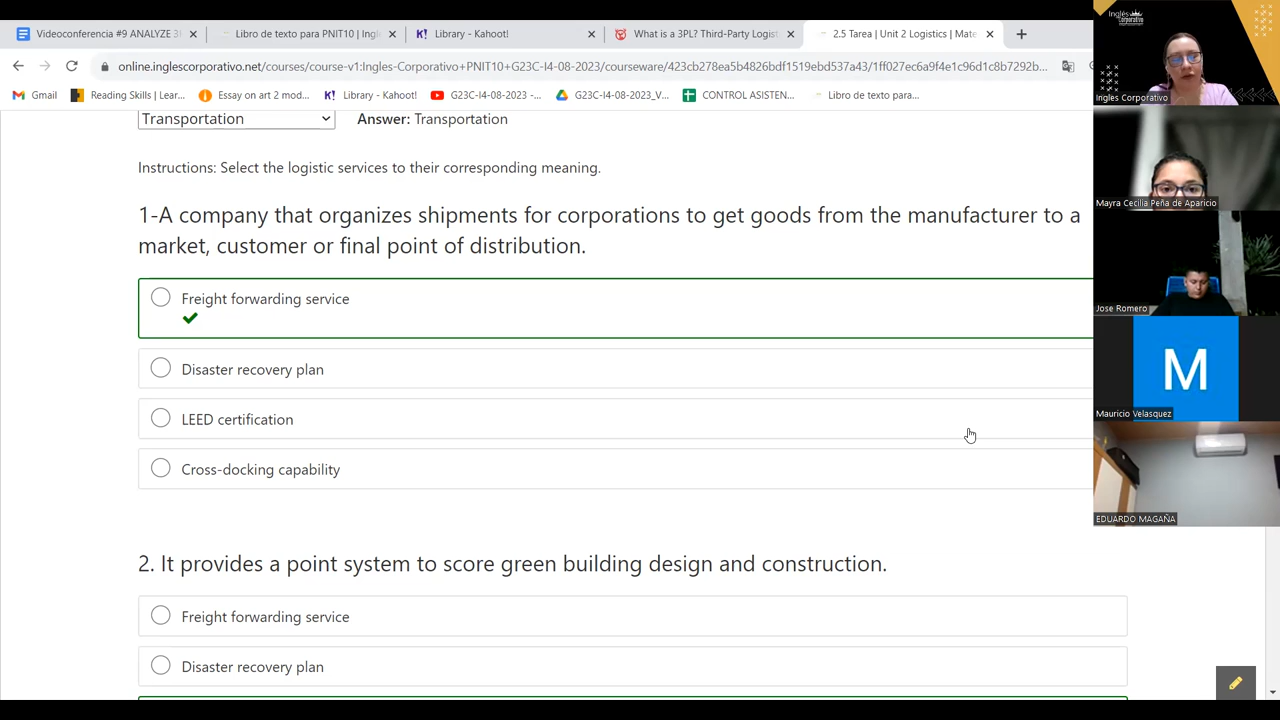 Videoconferencia #9 ANALYZE 3
Libro de texto para PNIT10 | Ingl
Library - Kahoot!
What is a 3PL? Third-Party Logist
2.5 Tarea | Unit 2 Logistics | Mate
online.inglescorporativo.net/courses/course-v1:Ingles-Corporativo+PNIT10+G23C-I4-08-2023/courseware/423cb278ea5b4826bdf1519ebd537a43/1ff027ec6a9f4e1c96d1c8b7292b...
Gmail
Reading Skills | Lear...
Essay on art 2 mod...
Library - Kahoot!
G23C-I4-08-2023 -...
G23C-I4-08-2023_V...
CONTROL ASISTEN...
Libro de texto para...
Transportation
Answer: Transportation
Instructions: Select the logistic services to their corresponding meaning.
1-A company that organizes shipments for corporations to get goods from the manufacturer to a
market, customer or final point of distribution.
Freight forwarding service
Disaster recovery plan
LEED certification
Cross-docking capability
2. It provides a point system to score green building design and construction.
Freight forwarding service
Disaster recovery plan
Inglés
Corporativo
Ingles Corporativo
Mayra Cecilia Peña de Aparicio
Jose Romero
M
Mauricio Velasquez
EDUARDO MAGAÑA